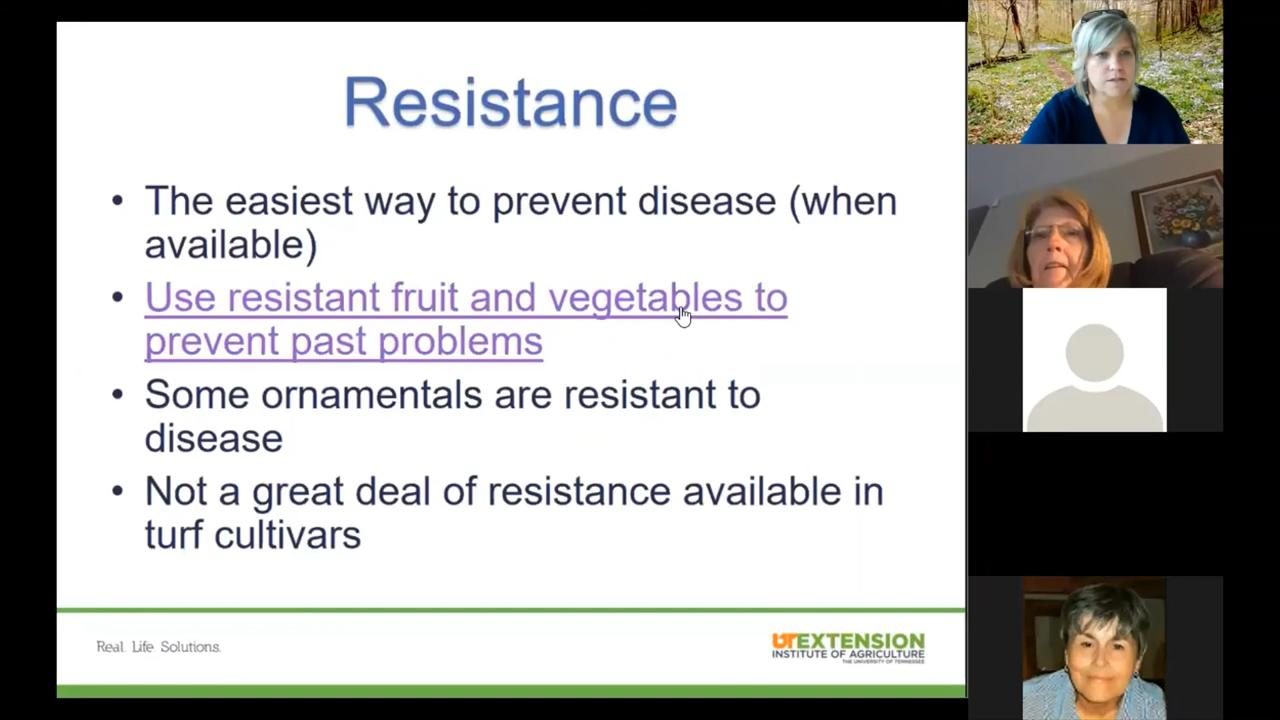 Resistance
• The easiest way to prevent disease (when
available)
• Use resistant fruit and vegetables to
prevent past problems
• Some ornamentals are resistant to
disease
• Not a great deal of resistance available in
turf cultivars
Real. Life. Solutions.
UT EXTENSION
INSTITUTE OF AGRICULTURE
THE UNIVERSITY OF TENNESSEE